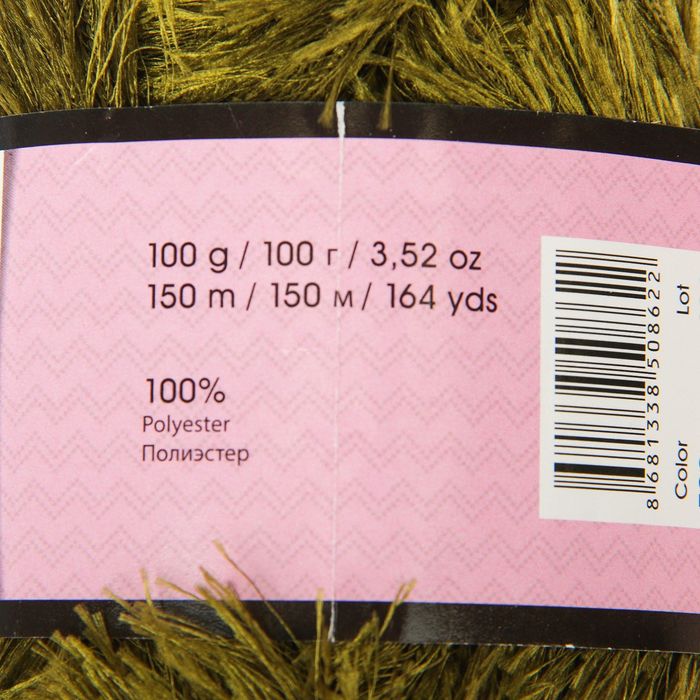 100 g / 100 г / 3,52 oz
150 m / 150 м / 164 yds
100%
Polyester
Полиэстер
8681338508622
Color
Lot